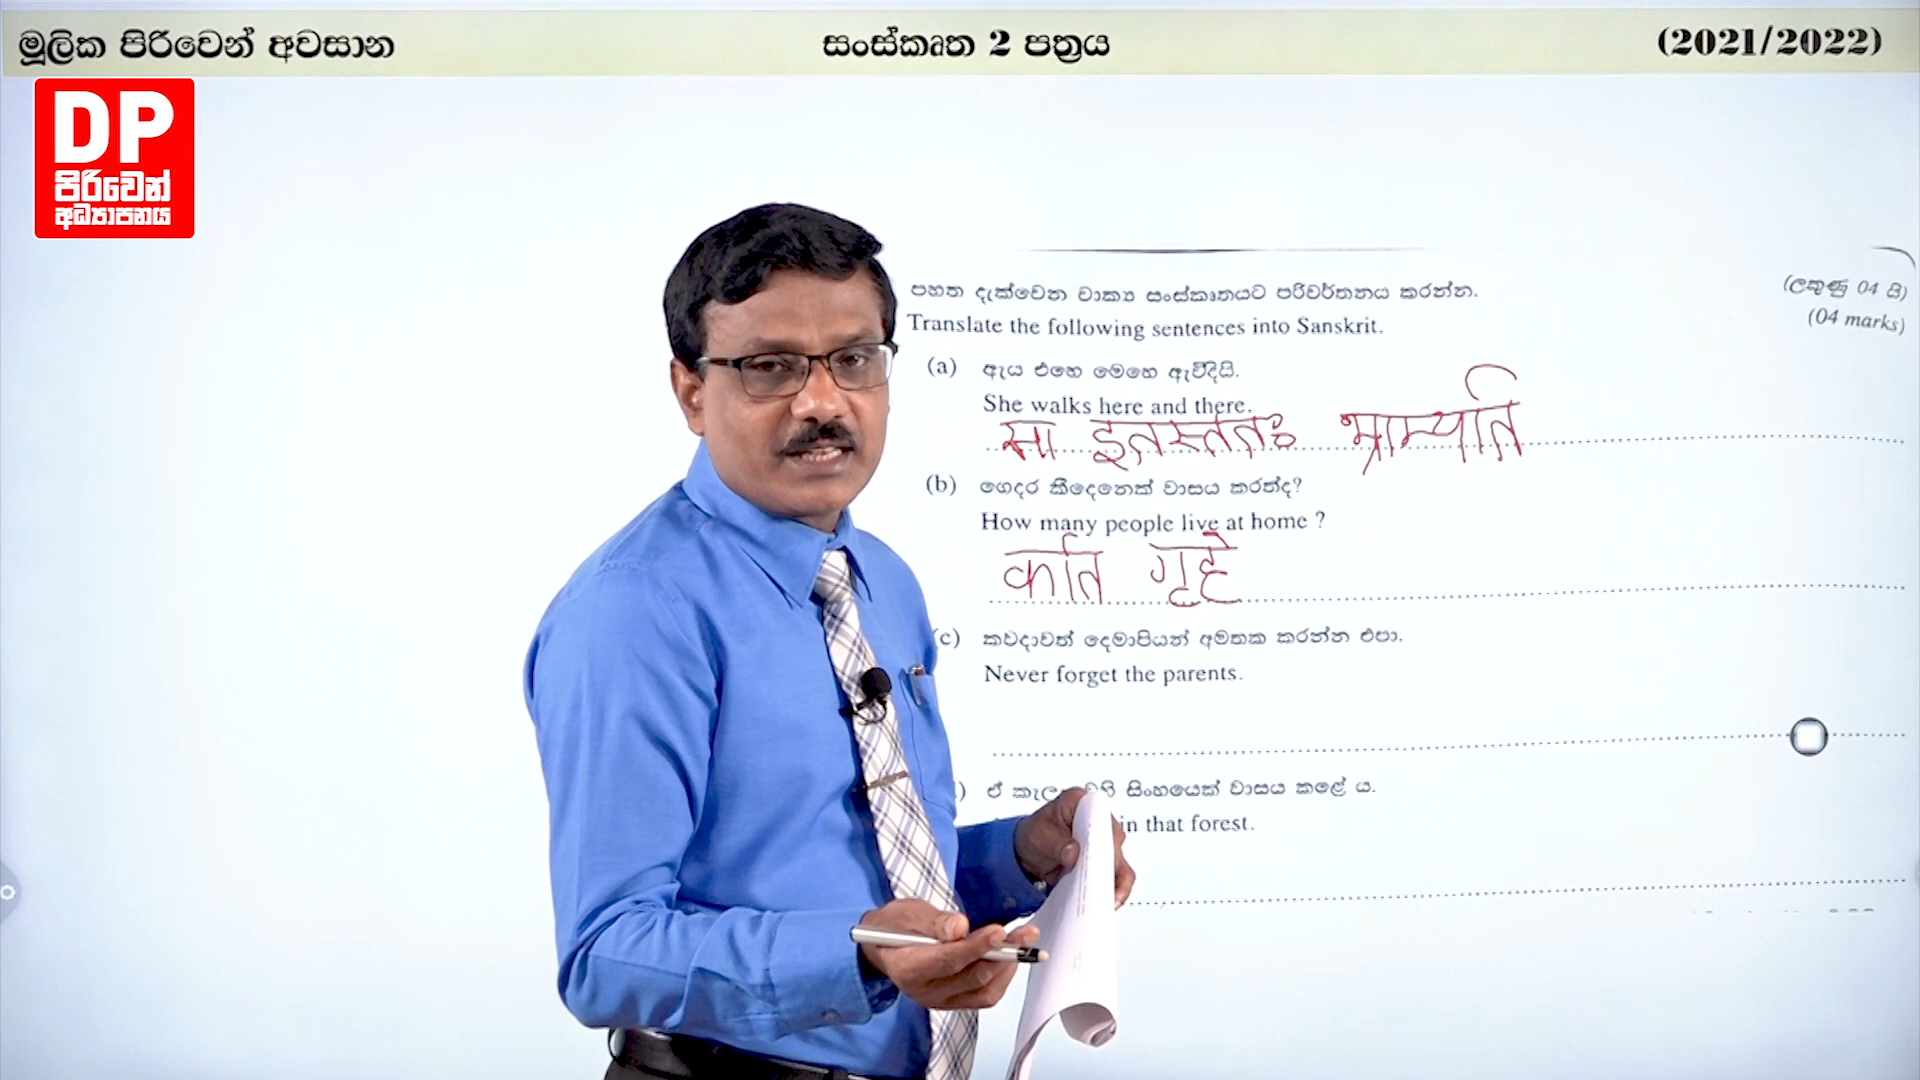 මූලික පිරිවෙන් අවසාන
සංස්කෘත 2 පත්‍රය
(2021/2022)
DP
පිරිවෙන්
අධ්‍යාපනය
(ලකුණු 04 යි)
(04 marks)
පහත දැක්වෙන වාක්‍ය සංස්කෘතයට පරිවර්තනය කරන්න.
Translate the following sentences into Sanskrit.
(a) ඇය එහෙ මෙහෙ ඇවිදියි.
She walks here and there.
सा इतस्ततः भ्राम्यति
(b) ගෙදර කීදෙනෙක් වාසය කරත්ද?
How many people live at home ?
कति गृहे
(c) කවදාවත් දෙමාපියන් අමතක කරන්න එපා.
Never forget the parents.
) ඒ සිංහයෙක් වාසය කළේ ය.
in that forest.